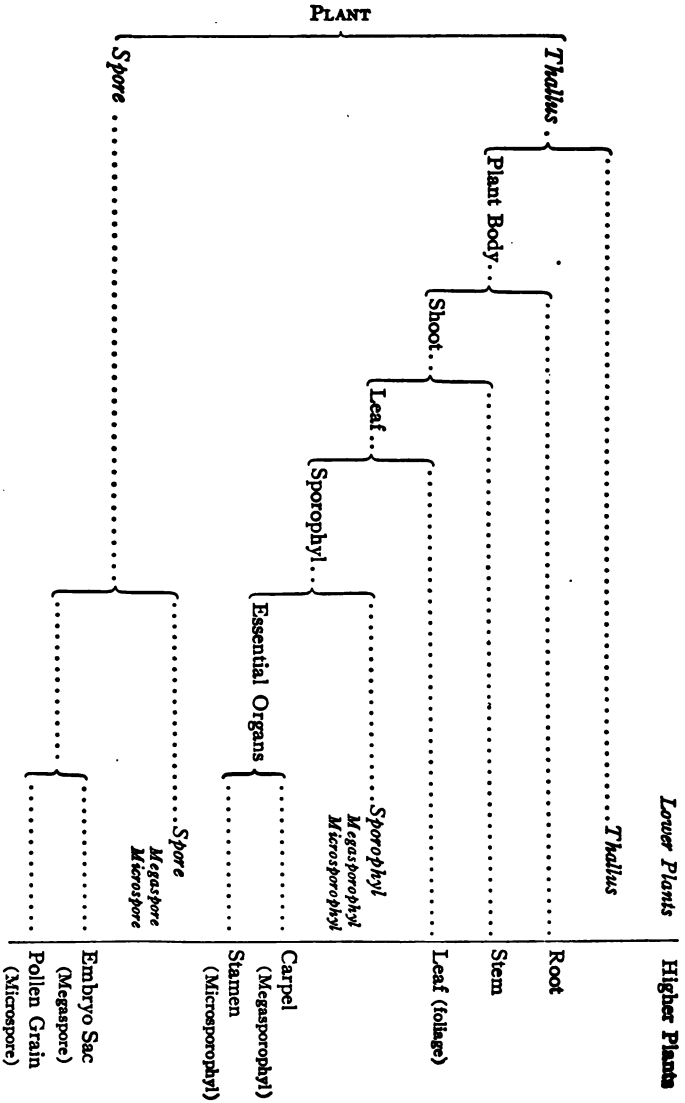 Lower Plants
Higher Plants
PLANT
Thallus
Thallus
Plant Body
Root
Shoot
Stem
Leaf
Leaf (foliage)
Sporophyl
Sporophyl
Megasporophyl
Microsporophyl
Essential Organs
Carpel
(Megasporophyl)
Stamen
(Microsporophyl)
Spore
Spore
Megaspore
Microspore
Embryo Sac
(Megaspore)
Pollen Grain
(Microspore)